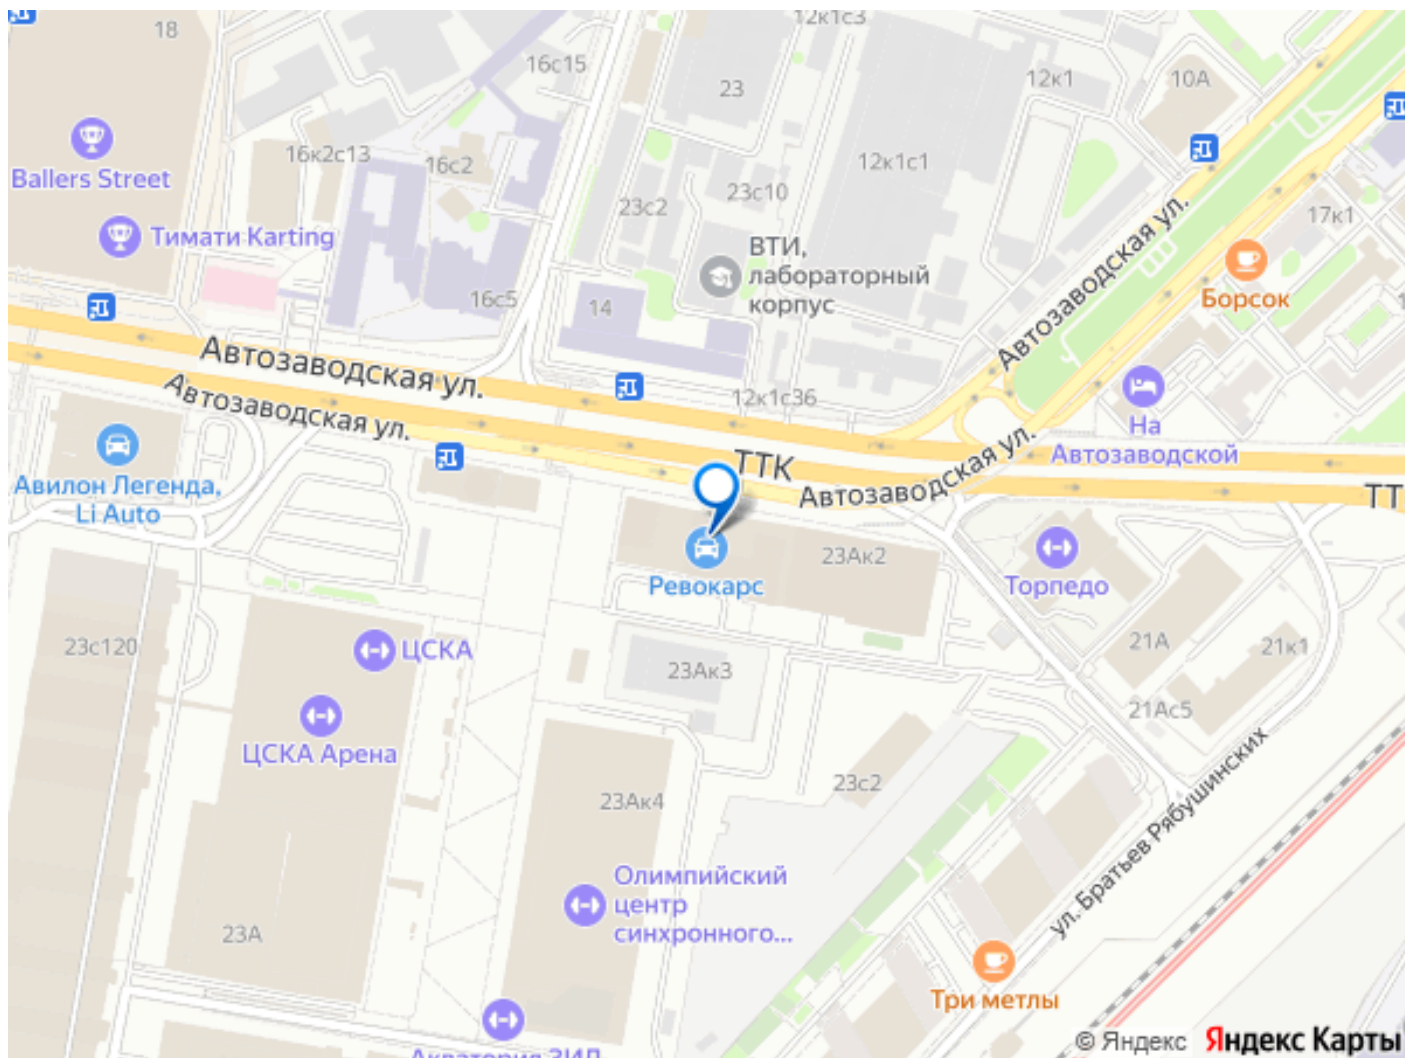 18
12к1с3
16с15
23
12к1
10А
Ballers Street
16к2с13
16с2
12к1с1
23с10
23с2
17к1
Тимати Karting
ВТИ,
лабораторный
корпус
Автозаводская ул.
Борсок
16с5
14
Автозаводская ул.
Автозаводская ул.
12к1с36
На
Автозаводской
ТТК
Автозаводская ул.
ТТ
Авилон Легенда,
Li Auto
Ревокарс
23Ак2
Торпедо
23с120
ЦСКА
23Ак3
21А
21к1
21Ас5
ЦСКА Арена
23Ак4
23с2
ул. Братьев Рябушинских
Олимпийский
центр
синхронного...
23А
Три метлы
Акватория ЗИЛ
© Яндекс Яндекс Карты